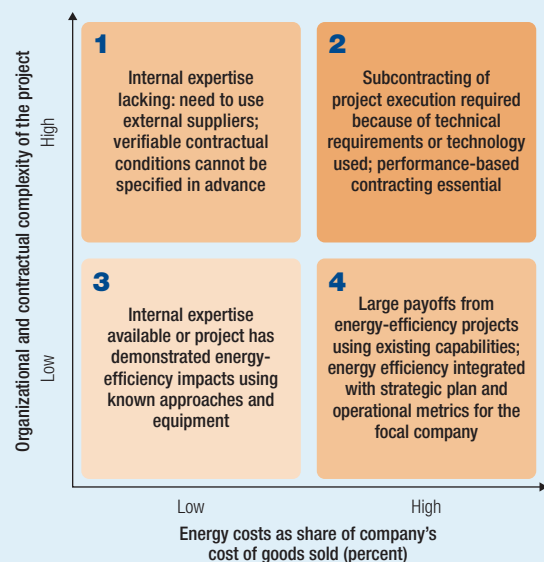 Organizational and contractual complexity of the project
High
Low
1
Internal expertise
lacking: need to use
external suppliers;
verifiable contractual
conditions cannot be
specified in advance
2
Subcontracting of
project execution required
because of technical
requirements or technology
used; performance-based
contracting essential
3
Internal expertise
available or project has
demonstrated energy-
efficiency impacts using
known approaches and
equipment
4
Large payoffs from
energy-efficiency projects
using existing capabilities;
energy efficiency integrated
with strategic plan and
operational metrics for the
focal company
Low
High
Energy costs as share of company’s
cost of goods sold (percent)